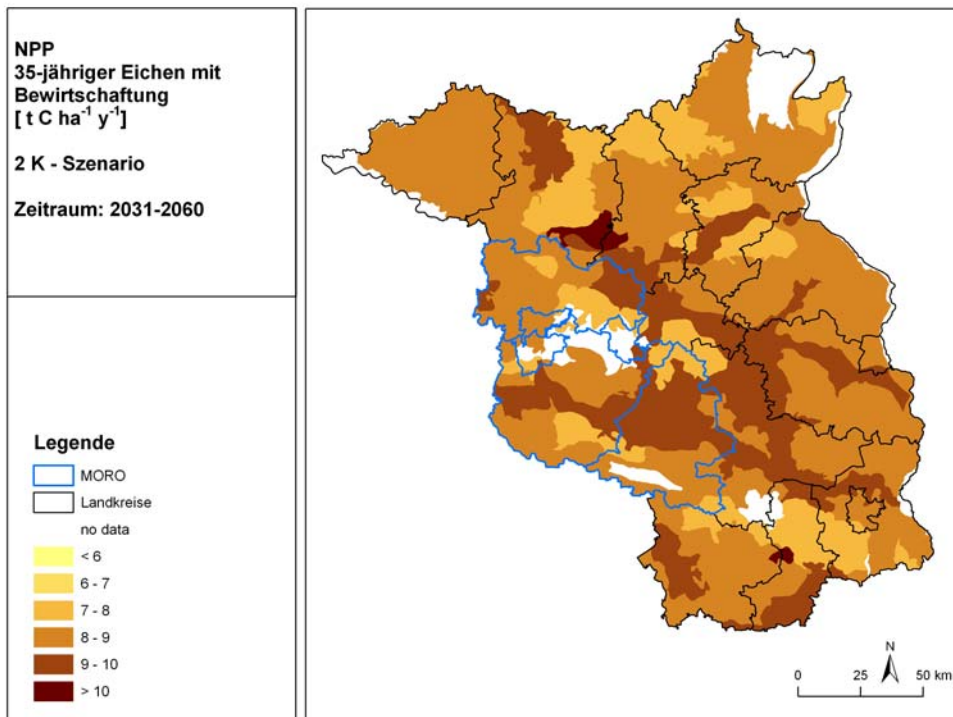 NPP
35-jähriger Eichen mit
Bewirtschaftung
[ t C ha⁻¹ y⁻¹]
2 K - Szenario
Zeitraum: 2031-2060
Legende
MORO
Landkreise
no data
< 6
6 - 7
7 - 8
8 - 9
9 - 10
> 10
N
0 25 50 km